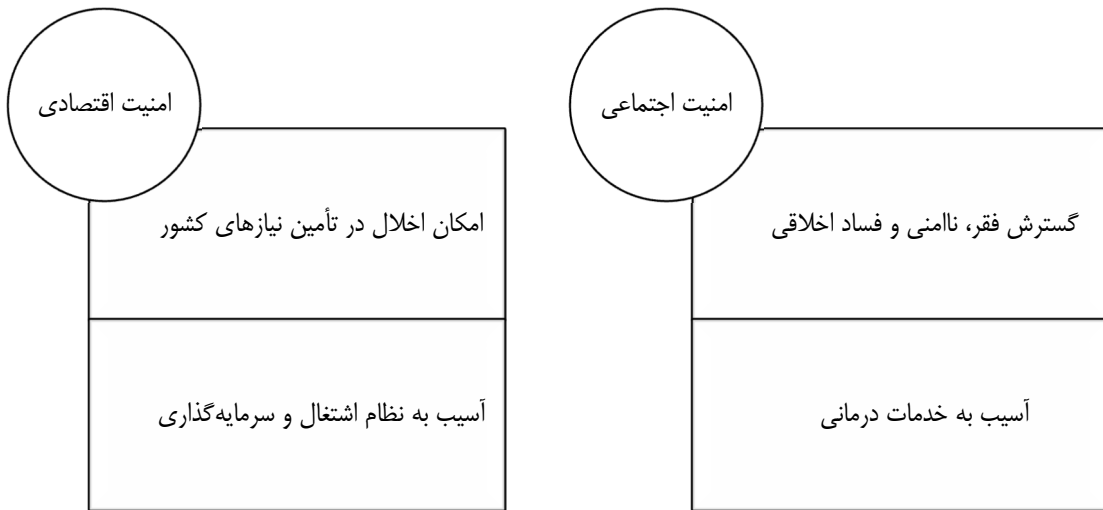 امنیت اجتماعی
گسترش فقر، ناامنی و فساد اخلاقی
آسیب به خدمات درمانی
امنیت اقتصادی
امکان اخلال در تأمین نیازهای کشور
آسیب به نظام اشتغال و سرمایه‌گذاری